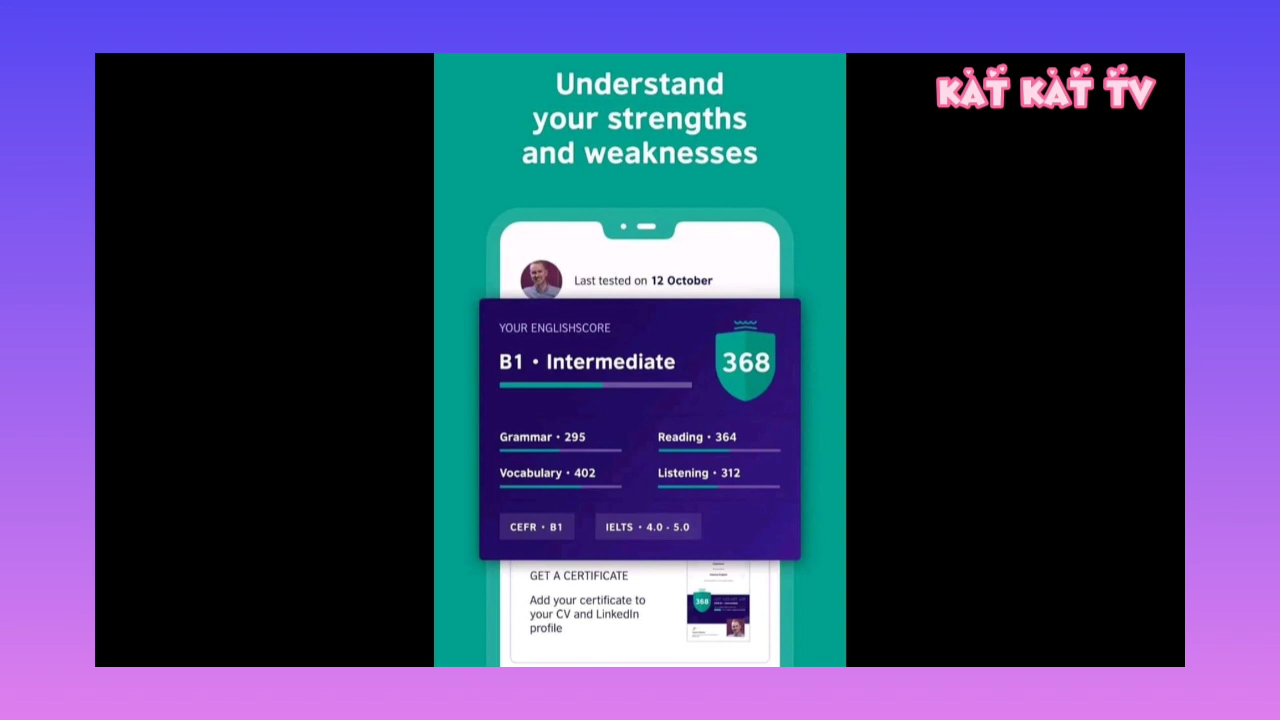 KAT KAT TV
Understand
your strengths
and weaknesses
Last tested on 12 October
YOUR ENGLISHSCORE
B1 • Intermediate
368
Grammar • 295
Reading • 364
Vocabulary • 402
Listening • 312
CEFR • B1
IELTS • 4.0 - 5.0
GET A CERTIFICATE
Add your certificate to
your CV and LinkedIn
profile
368